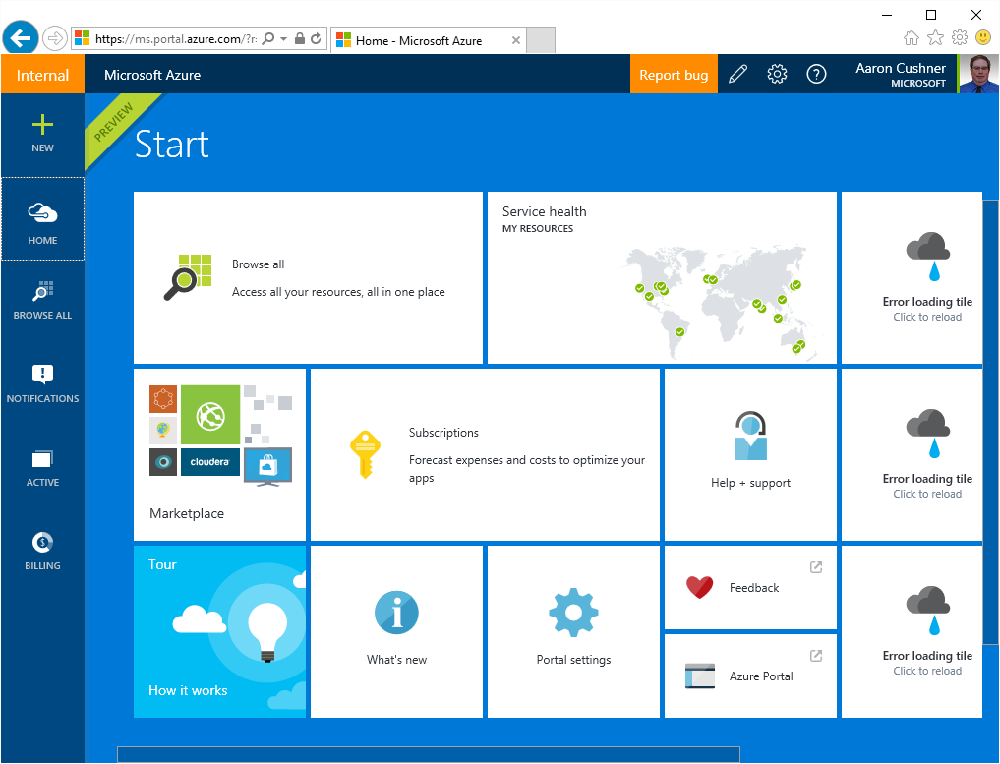 https://ms.portal.azure.com/?r
Home - Microsoft Azure
Internal
Microsoft Azure
Report bug
Aaron Cushner
MICROSOFT
NEW
PREVIEW
Start
HOME
BROWSE ALL
NOTIFICATIONS
ACTIVE
BILLING
Browse all
Access all your resources, all in one place
Service health
MY RESOURCES
Error loading tile
Click to reload
cloudera
Marketplace
Subscriptions
Forecast expenses and costs to optimize your
apps
Help + support
Error loading tile
Click to reload
Tour
How it works
What's new
Portal settings
Feedback
Azure Portal
Error loading tile
Click to reload